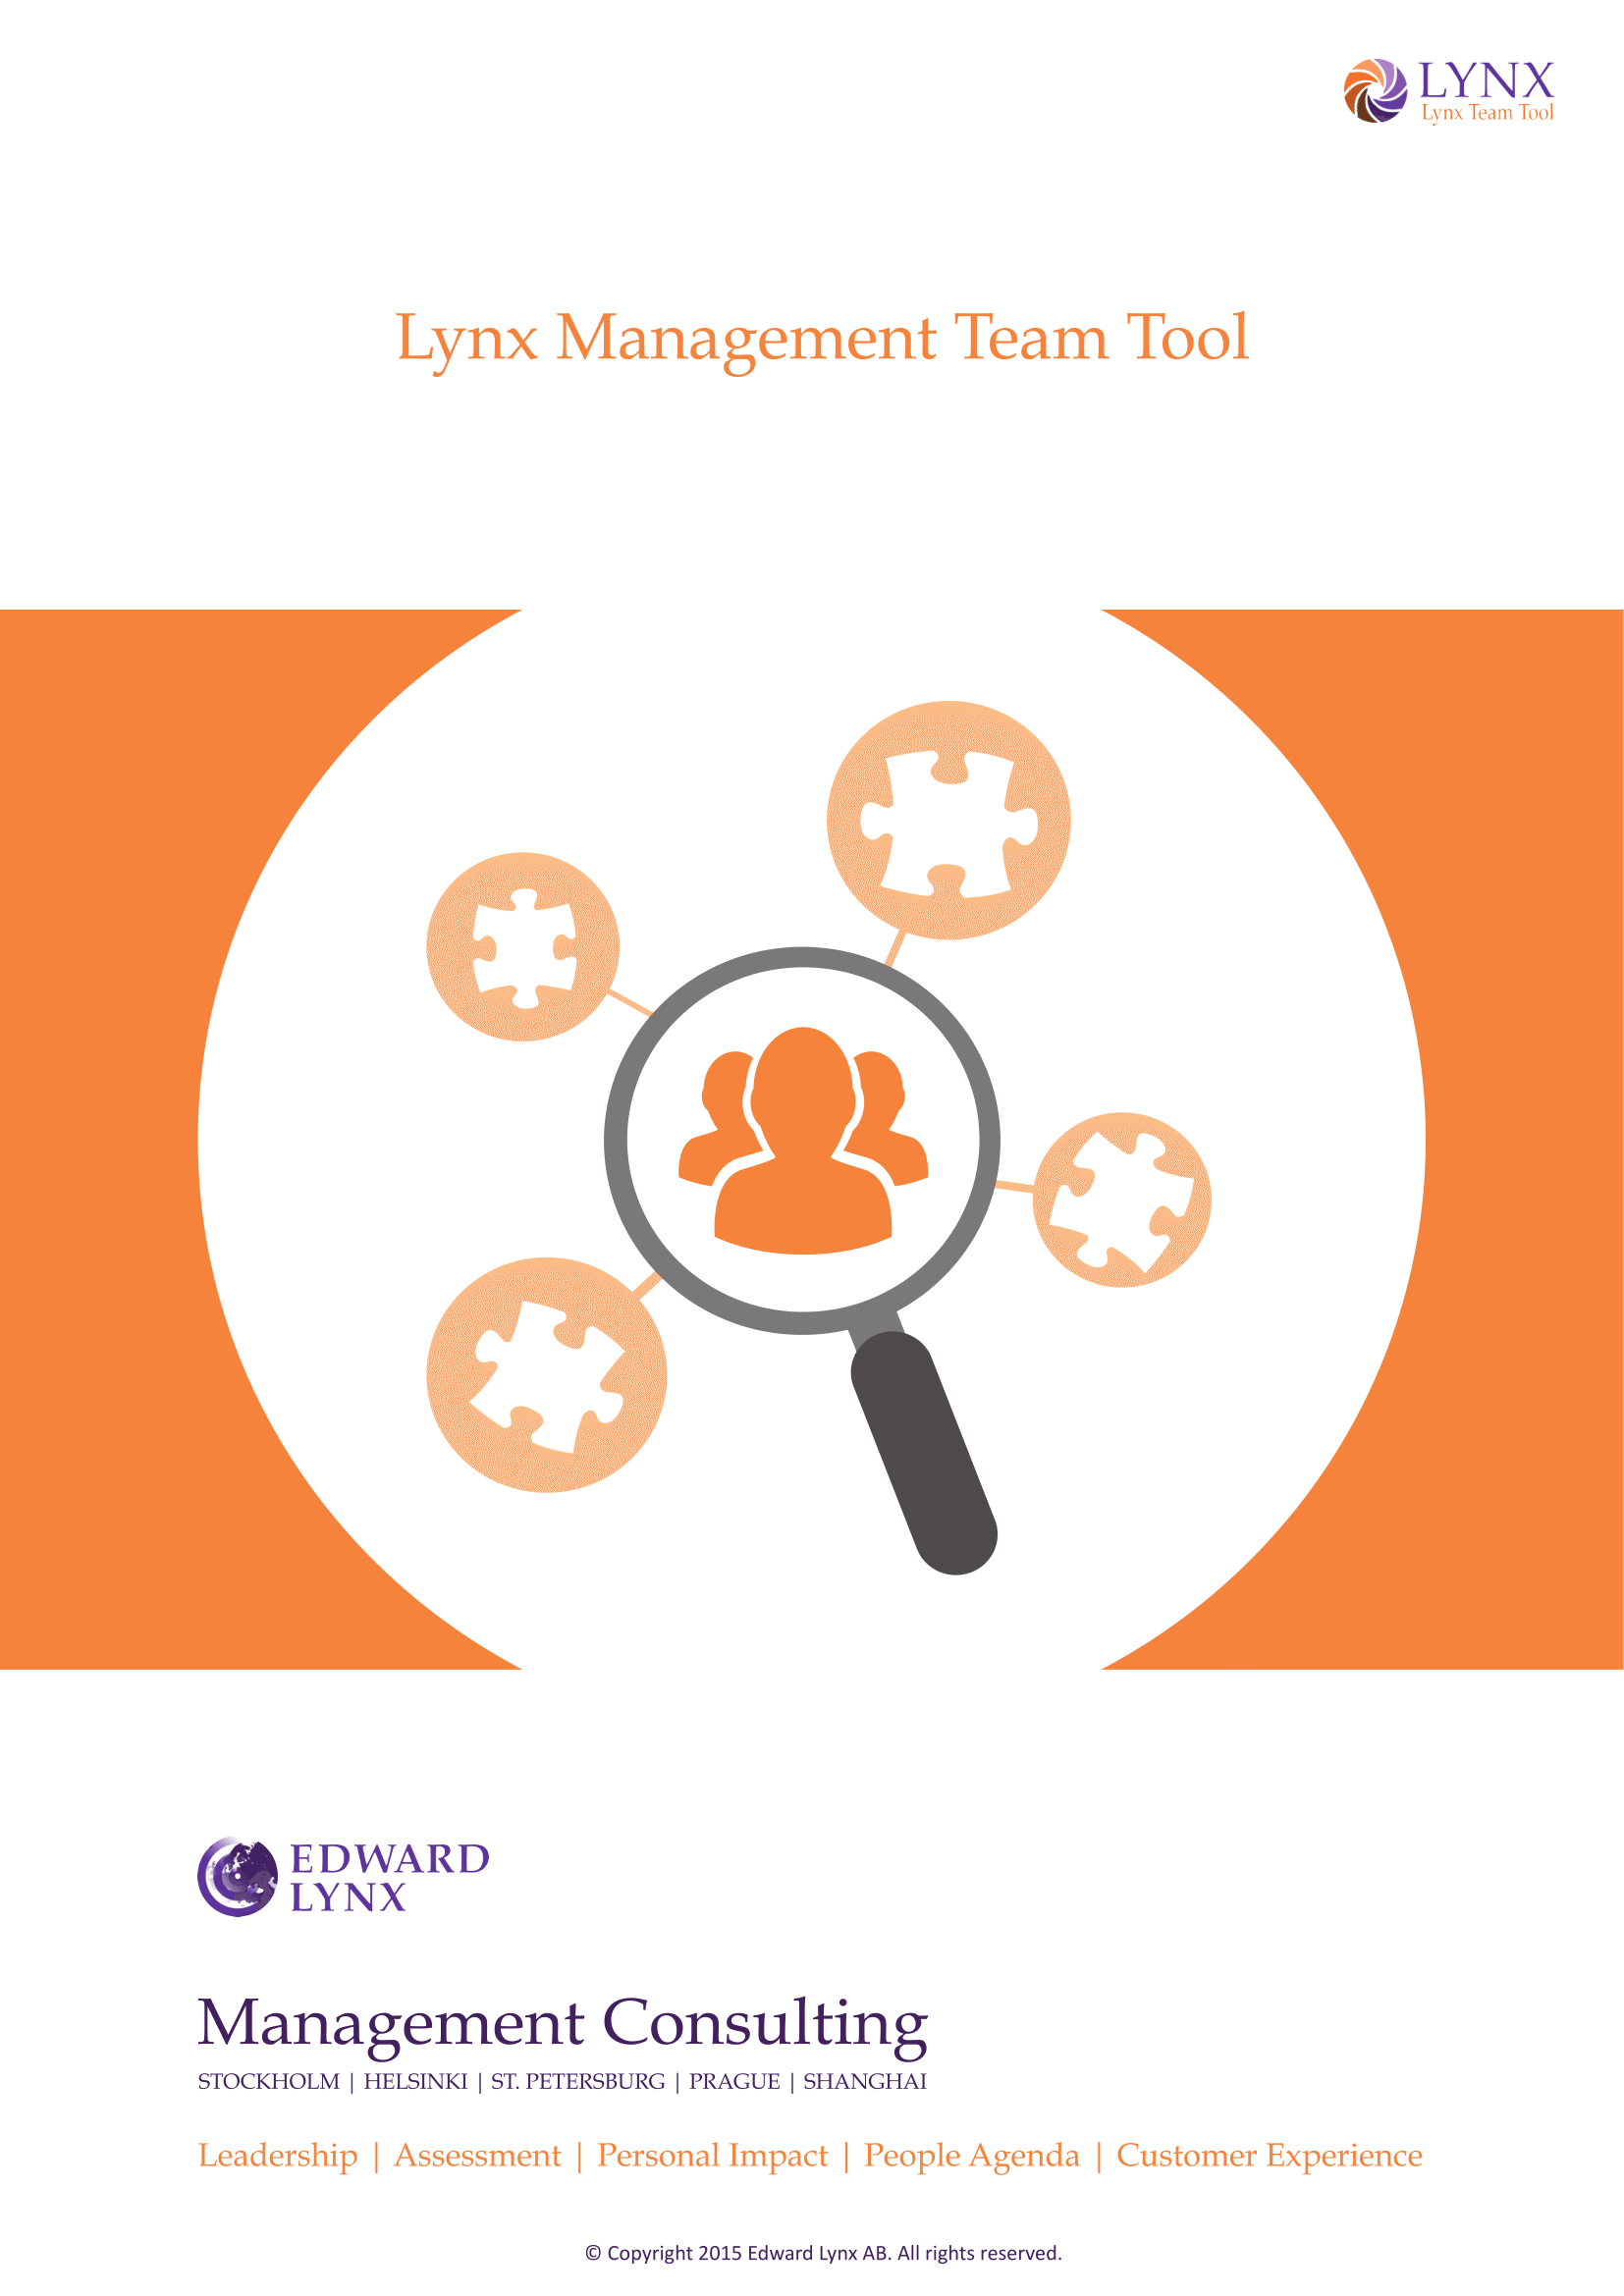 LYNX
Lynx Team Tool
Lynx Management Team Tool
EDWARD
LYNX
Management Consulting
STOCKHOLM | HELSINKI | ST. PETERSBURG | PRAGUE | SHANGHAI
Leadership | Assessment | Personal Impact | People Agenda | Customer Experience
© Copyright 2015 Edward Lynx AB. All rights reserved.